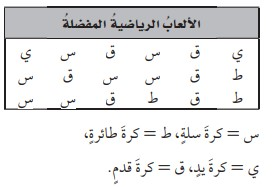 الألعابُ الرياضيةُ المفضلةُ
ي ق س ق س ي
ط ق س س ق س
ط ق ط ق س س
س = كرةَ سلةٍ، ط = كرةَ طائرةٍ،
ي = كرةَ يدٍ، ق = كرةَ قدمٍ.